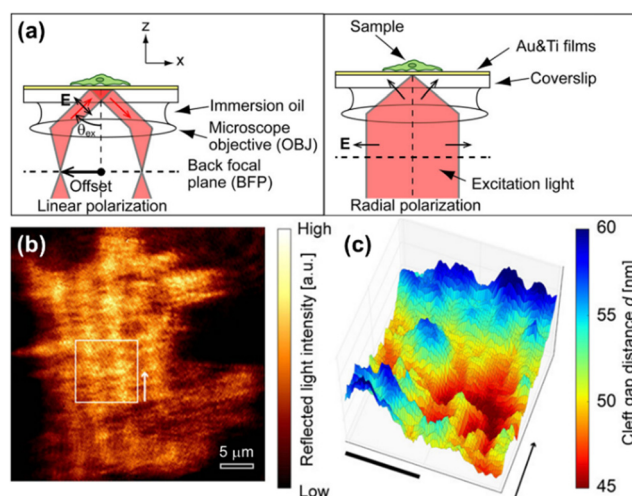 (a)
z
x
E
θex
Offset
Linear polarization
Immersion oil
Microscope
objective (OBJ)
Back focal
plane (BFP)
Sample
Au&Ti films
Coverslip
E
Excitation light
Radial polarization
(b)
High
Reflected light intensity [a.u.]
Low
5 μm
(c)
60
55
50
45
Cleft gap distance d [nm]